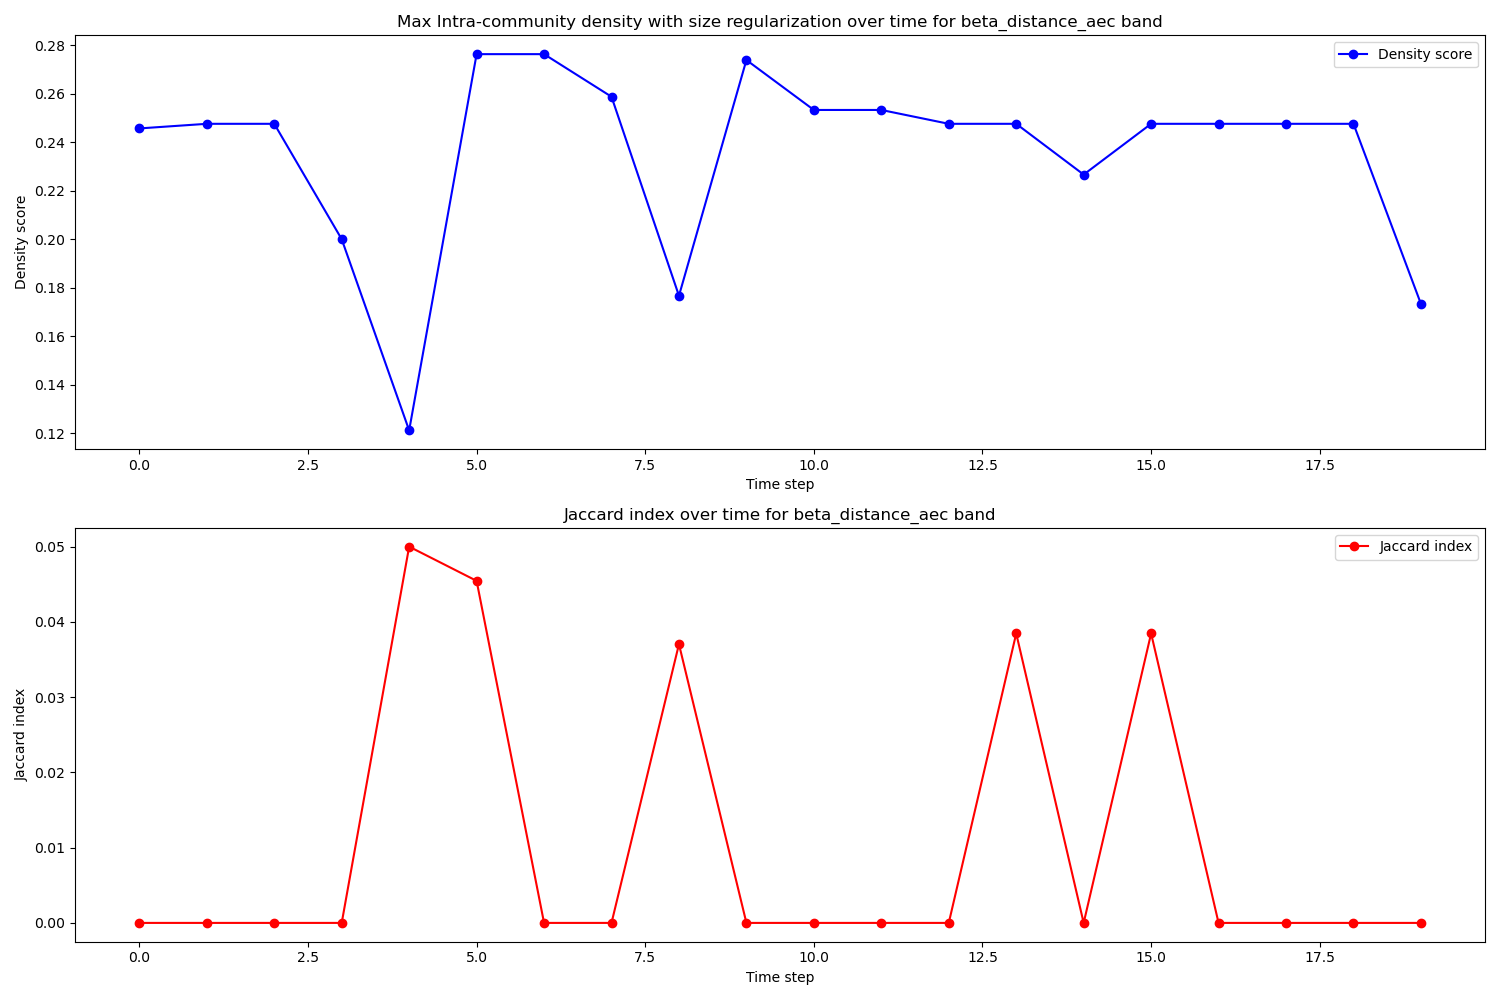 Max Intra-community density with size regularization over time for beta_distance_aec band
Density score
0.28
0.26
0.24
0.22
0.20
0.18
0.16
0.14
0.12
Density score
0.0 2.5 5.0 7.5 10.0 12.5 15.0 17.5
Time step
Jaccard index over time for beta_distance_aec band
Jaccard index
0.05
0.04
0.03
0.02
0.01
0.00
Jaccard index
0.0 2.5 5.0 7.5 10.0 12.5 15.0 17.5
Time step